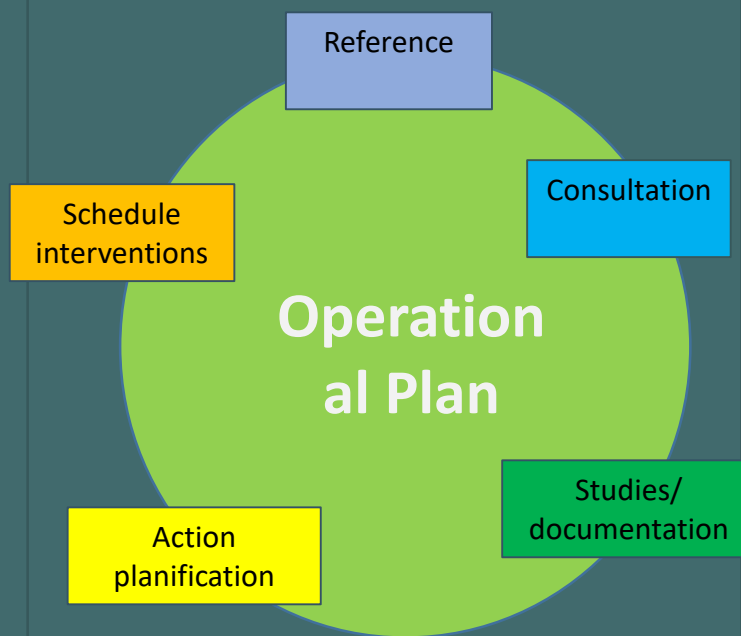 Reference
Consultation
Schedule
interventions
Operation
al Plan
Studies/
documentation
Action
planification